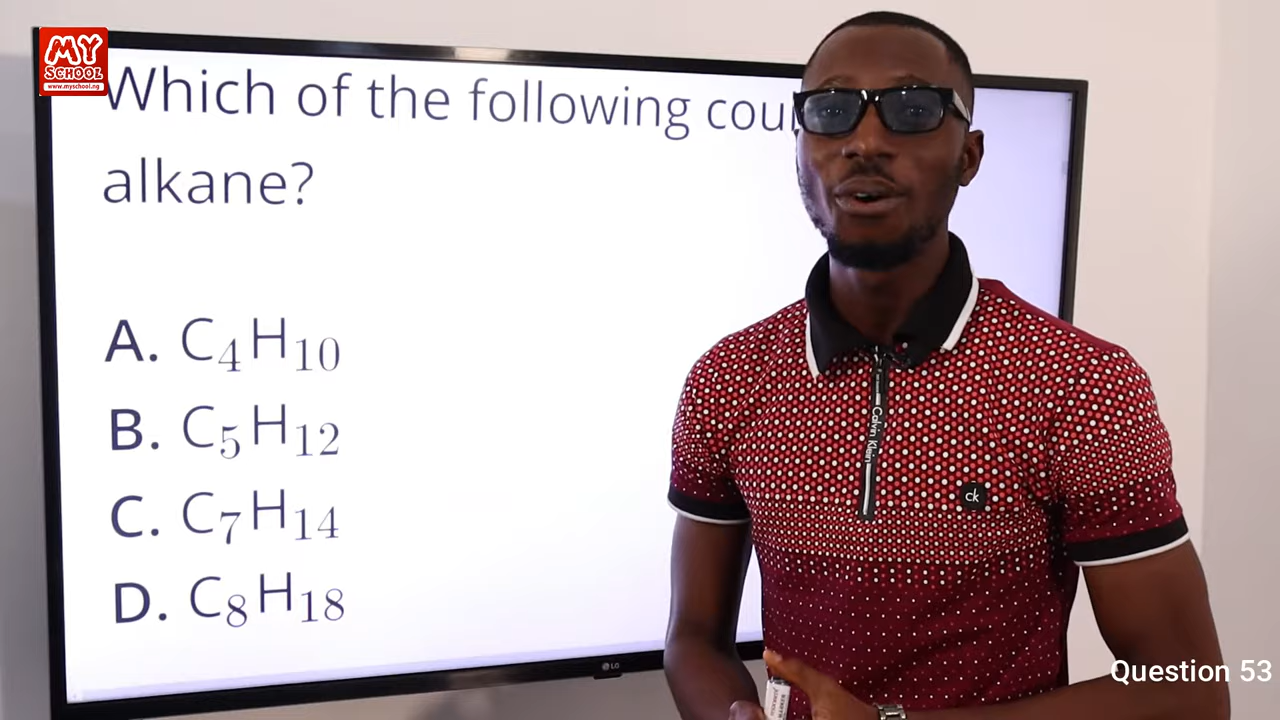 MY
SCHOOL
www.myschool.ng
Which of the following
alkane?
A. C₄H₁₀
B. C₅H₁₂
C. C₇H₁₄
D. C₈H₁₈
LG
Calvin Klein
ck
Question 53